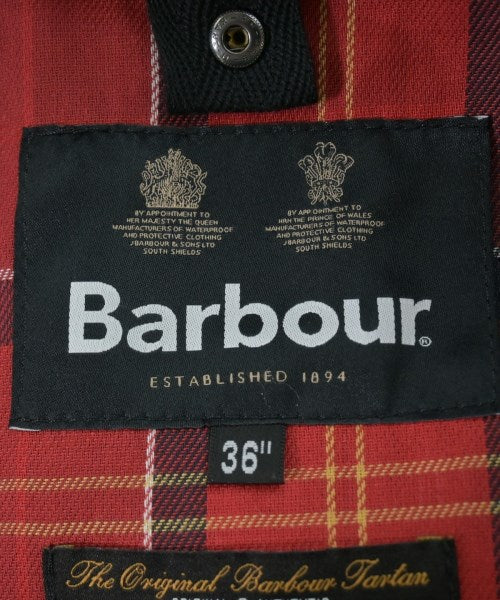 BY APPOINTMENT TO
HER MAJESTY THE QUEEN
MANUFACTURERS OF WATERPROOF
AND PROTECTIVE CLOTHING
J BARBOUR & SONS LTD
SOUTH SHIELDS
BY APPOINTMENT TO
HRH THE PRINCE OF WALES
MANUFACTURERS OF WATERPROOF
AND PROTECTIVE CLOTHING
J BARBOUR & SONS LTD
SOUTH SHIELDS
Barbour®
ESTABLISHED 1894
36"
The Original Barbour Tartan